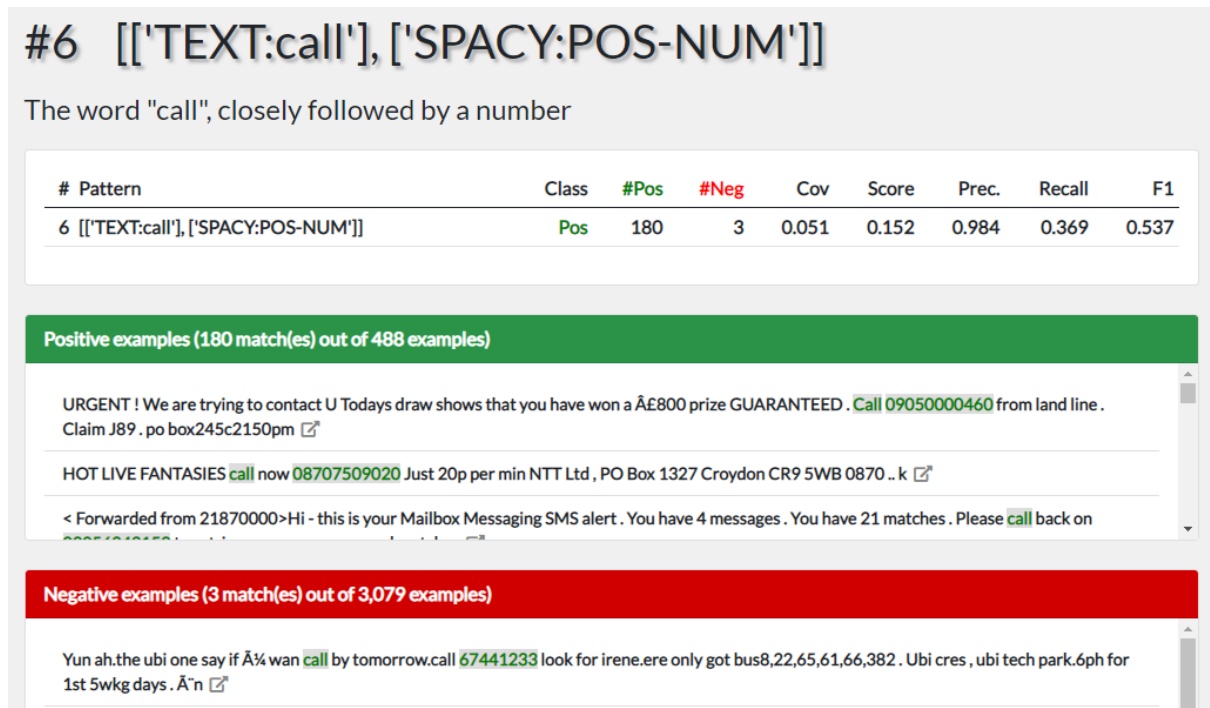 #6 [['TEXT:call'], ['SPACY:POS-NUM']]
The word "call", closely followed by a number
# Pattern Class #Pos #Neg Cov Score Prec. Recall F1
6 [['TEXT:call'], ['SPACY:POS-NUM']] Pos 180 3 0.051 0.152 0.984 0.369 0.537
Positive examples (180 match(es) out of 488 examples)
URGENT ! We are trying to contact U Todays draw shows that you have won a Â£800 prize GUARANTEED . Call 09050000460 from land line .
Claim J89 . po box245c2150pm
HOT LIVE FANTASIES call now 08707509020 Just 20p per min NTT Ltd , PO Box 1327 Croydon CR9 5WB 0870 .. k
< Forwarded from 21870000>Hi - this is your Mailbox Messaging SMS alert . You have 4 messages . You have 21 matches . Please call back on
Negative examples (3 match(es) out of 3,079 examples)
Yun ah.the ubi one say if Ã¼ wan call by tomorrow.call 67441233 look for irene.ere only got bus8,22,65,61,66,382 . Ubi cres , ubi tech park.6ph for
1st 5wkg days . Ã¨n